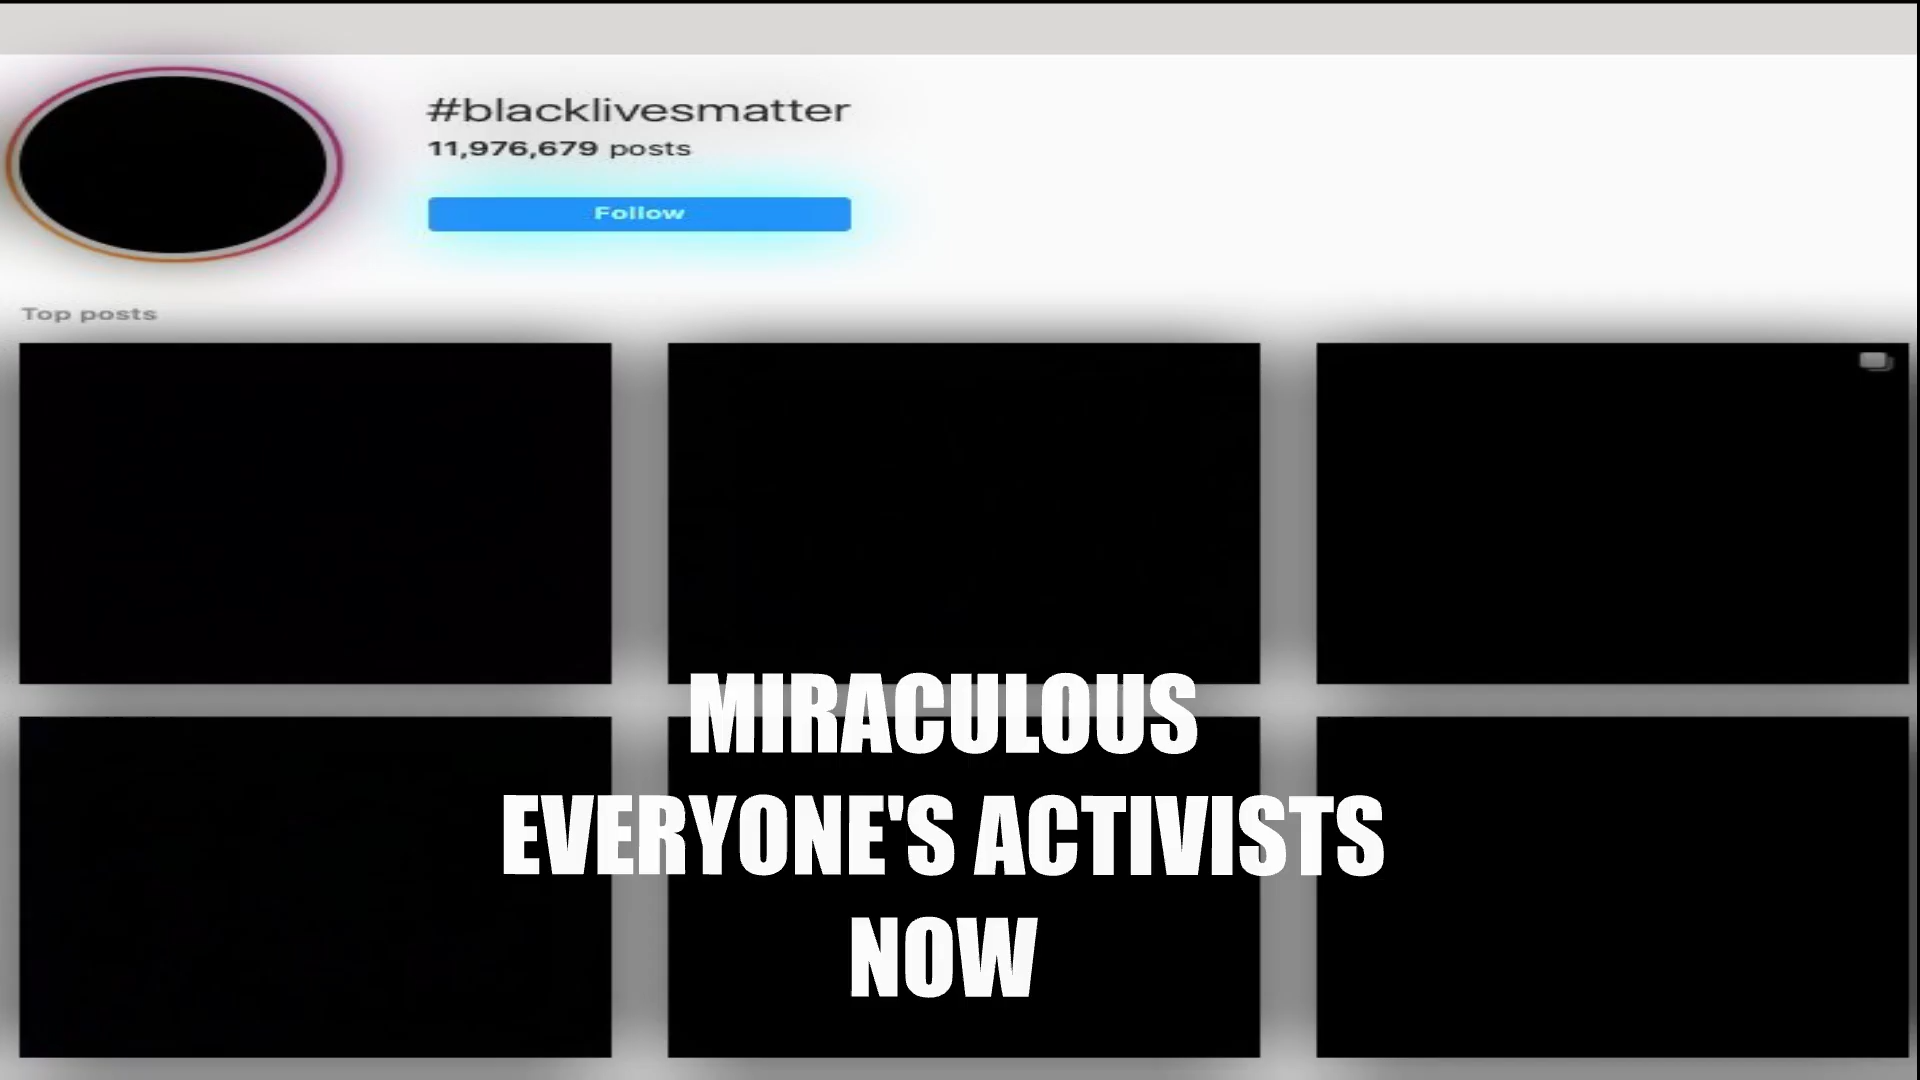 #blacklivesmatter
11,976,679 posts
Follow
Top posts
MIRACULOUS
EVERYONE'S ACTIVISTS
NOW